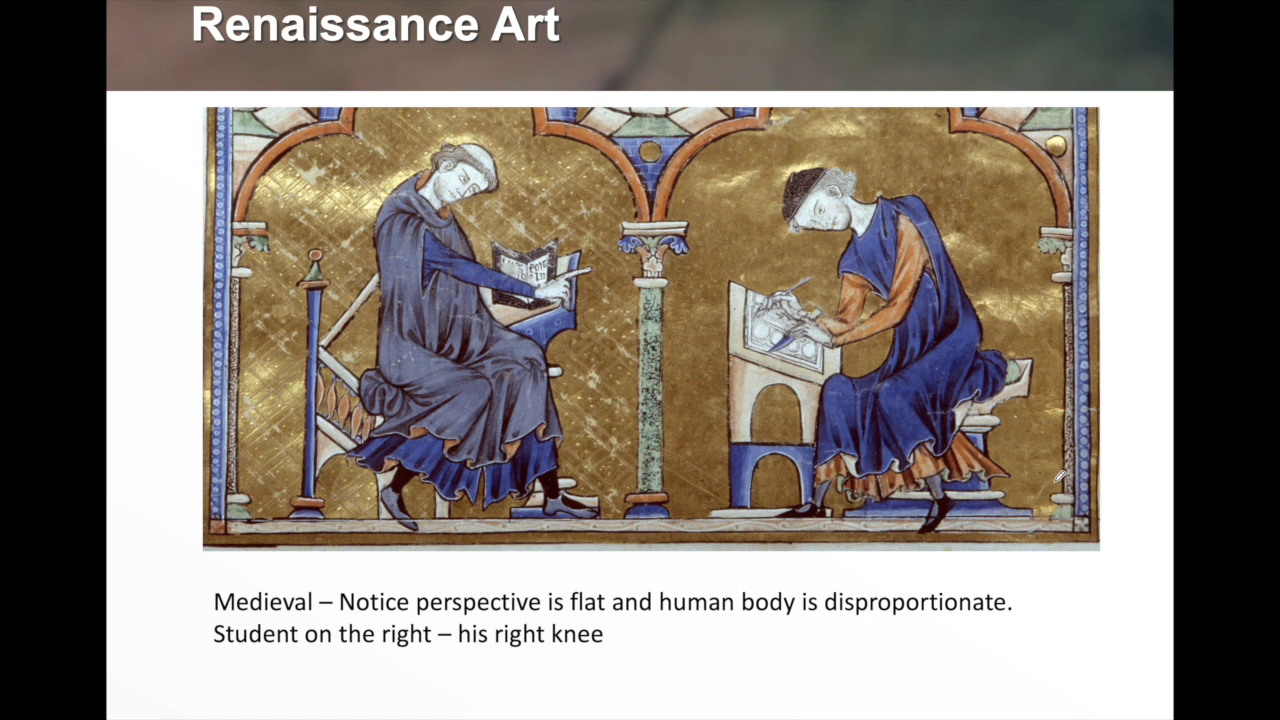 Renaissance Art
Medieval – Notice perspective is flat and human body is disproportionate.
Student on the right – his right knee